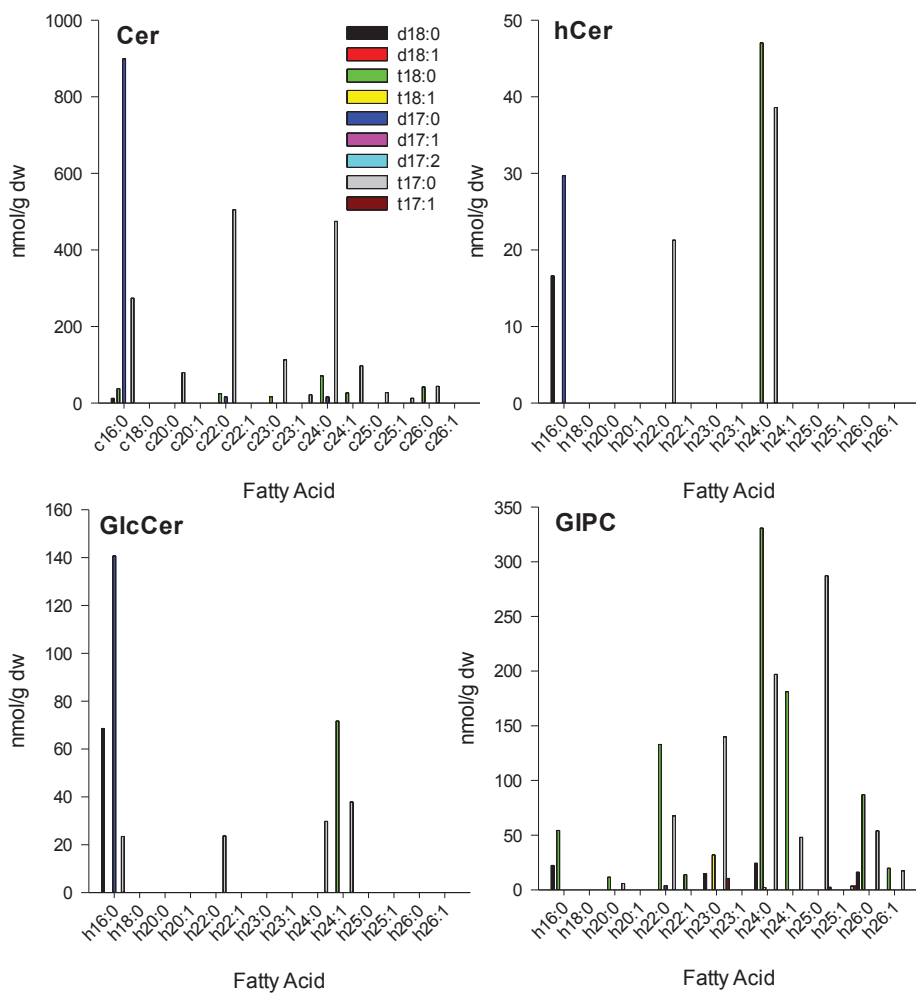 Cer
nmol/g dw
1000
800
600
400
200
0
d18:0
d18:1
t18:0
t18:1
d17:0
d17:1
d17:2
t17:0
t17:1
c16:0
c18:0
c20:0
c20:1
c22:0
c22:1
c23:0
c23:1
c24:0
c24:1
c25:0
c25:1
c26:0
c26:1
Fatty Acid
hCer
nmol/g dw
50
40
30
20
10
0
h16:0
h18:0
h20:0
h20:1
h22:0
h22:1
h23:0
h23:1
h24:0
h24:1
h25:0
h25:1
h26:0
h26:1
Fatty Acid
GlcCer
nmol/g dw
160
140
120
100
80
60
40
20
0
h16:0
h18:0
h20:0
h20:1
h22:0
h22:1
h23:0
h23:1
h24:0
h24:1
h25:0
h25:1
h26:0
h26:1
Fatty Acid
GIPC
nmol/g dw
350
300
250
200
150
100
50
0
h16:0
h18:0
h20:0
h20:1
h22:0
h22:1
h23:0
h23:1
h24:0
h24:1
h25:0
h25:1
h26:0
h26:1
Fatty Acid